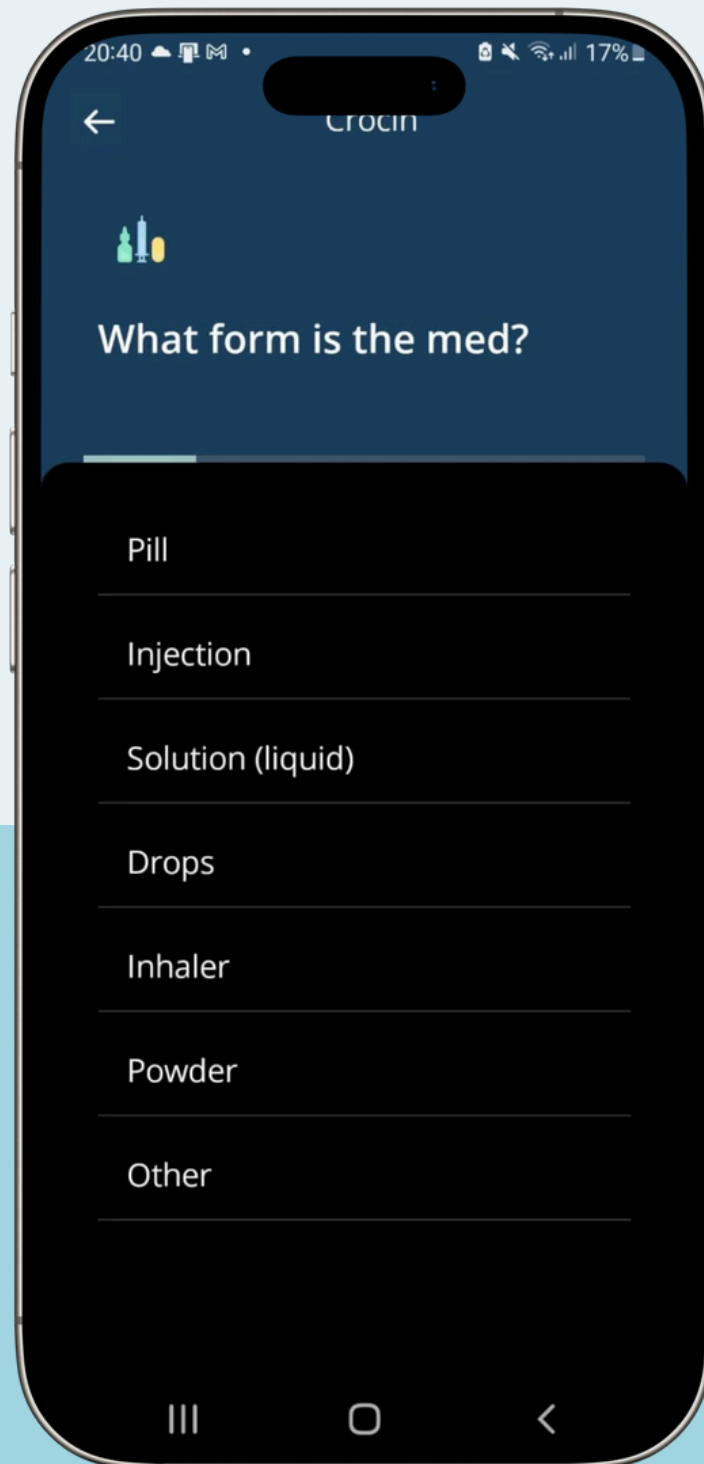 20:40
17%
Crocin
What form is the med?
Pill
Injection
Solution (liquid)
Drops
Inhaler
Powder
Other